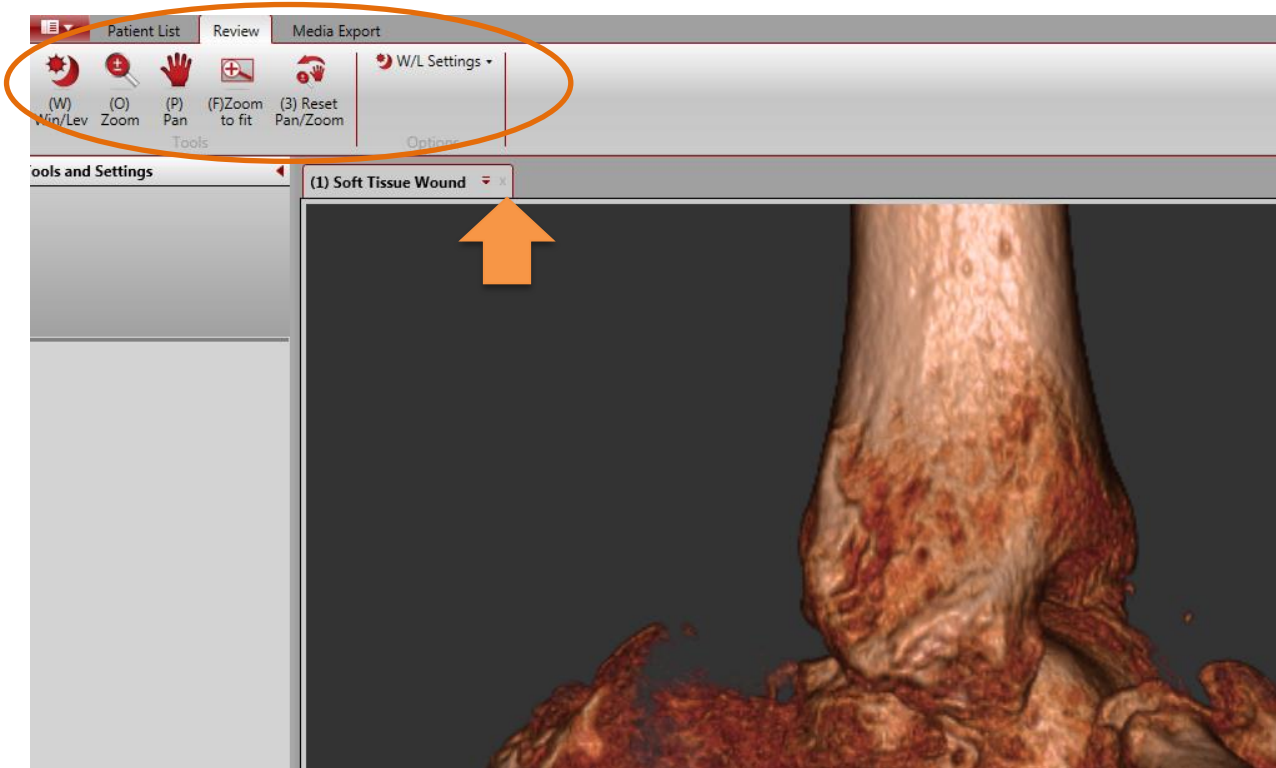 Patient List Review Media Export
(W) Win/Lev
(O) Zoom
(P) Pan
(F)Zoom to fit
(3) Reset Pan/Zoom
W/L Settings
Tools
Options
ools and Settings
(1) Soft Tissue Wound x